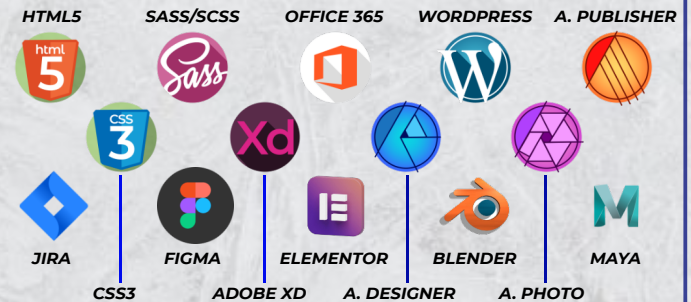 HTML5
SASS/SCSS
OFFICE 365
WORDPRESS
A. PUBLISHER
html
5
Sass
W
CSS
3
Xd
JIRA
FIGMA
ELEMENTOR
BLENDER
MAYA
M
CSS3
ADOBE XD
A. DESIGNER
A. PHOTO